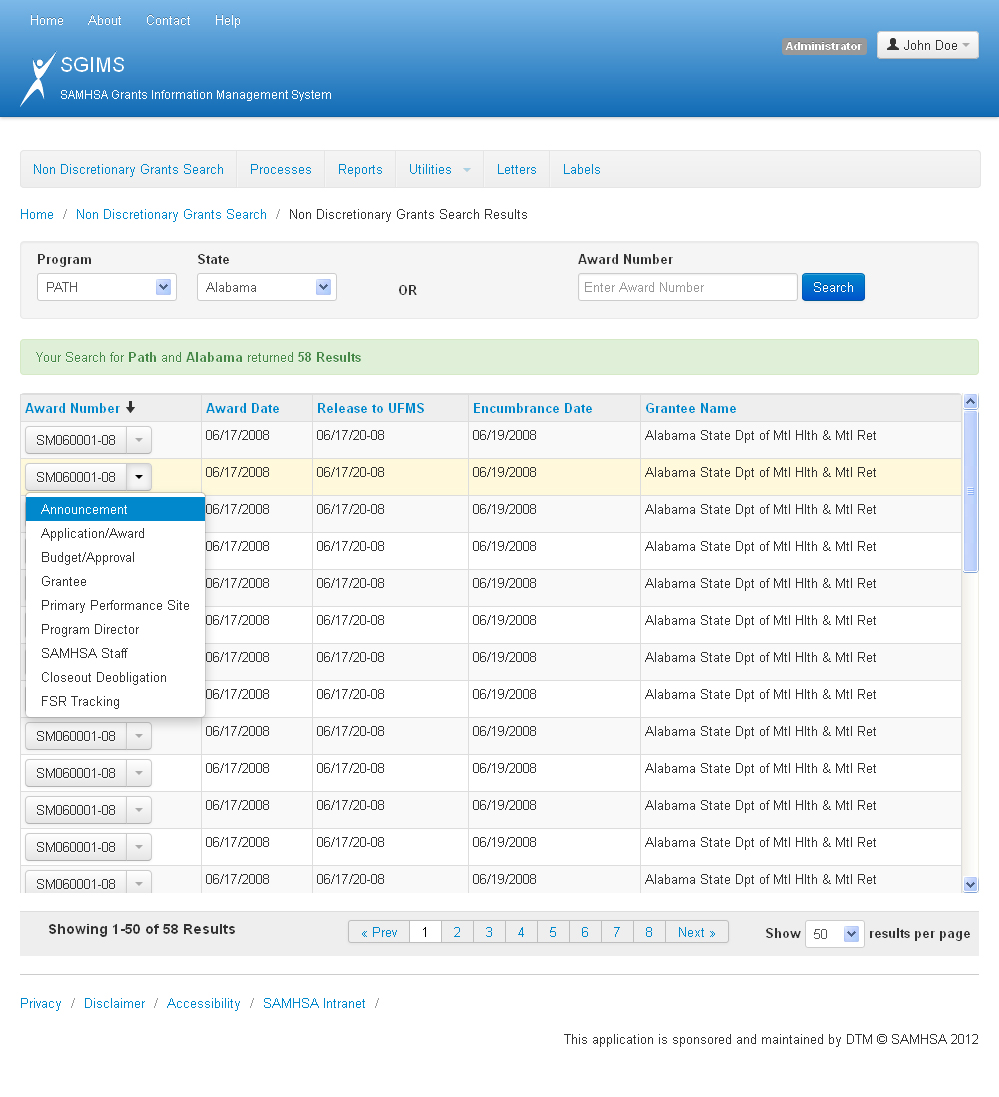 Home About Contact Help
Administrator John Doe
SGIMS
SAMHSA Grants Information Management System
Non Discretionary Grants Search Processes Reports Utilities Letters Labels
Home / Non Discretionary Grants Search / Non Discretionary Grants Search Results
Program State Award Number
PATH Alabama OR Enter Award Number Search
Your Search for Path and Alabama returned 58 Results
Award Number Award Date Release to UFMS Encumbrance Date Grantee Name
SM060001-08 06/17/2008 06/17/20-08 06/19/2008 Alabama State Dpt of Mtl Hlth & Mtl Ret
SM060001-08 06/17/2008 06/17/20-08 06/19/2008 Alabama State Dpt of Mtl Hlth & Mtl Ret
Announcement 06/17/2008 06/17/20-08 06/19/2008 Alabama State Dpt of Mtl Hlth & Mtl Ret
Application/Award 06/17/2008 06/17/20-08 06/19/2008 Alabama State Dpt of Mtl Hlth & Mtl Ret
Budget/Approval
Grantee 06/17/2008 06/17/20-08 06/19/2008 Alabama State Dpt of Mtl Hlth & Mtl Ret
Primary Performance Site
Program Director 06/17/2008 06/17/20-08 06/19/2008 Alabama State Dpt of Mtl Hlth & Mtl Ret
SAMHSA Staff 06/17/2008 06/17/20-08 06/19/2008 Alabama State Dpt of Mtl Hlth & Mtl Ret
Closeout Deobligation
FSR Tracking 06/17/2008 06/17/20-08 06/19/2008 Alabama State Dpt of Mtl Hlth & Mtl Ret
SM060001-08 06/17/2008 06/17/20-08 06/19/2008 Alabama State Dpt of Mtl Hlth & Mtl Ret
SM060001-08 06/17/2008 06/17/20-08 06/19/2008 Alabama State Dpt of Mtl Hlth & Mtl Ret
SM060001-08 06/17/2008 06/17/20-08 06/19/2008 Alabama State Dpt of Mtl Hlth & Mtl Ret
SM060001-08 06/17/2008 06/17/20-08 06/19/2008 Alabama State Dpt of Mtl Hlth & Mtl Ret
SM060001-08 06/17/2008 06/17/20-08 06/19/2008 Alabama State Dpt of Mtl Hlth & Mtl Ret
Showing 1-50 of 58 Results « Prev 1 2 3 4 5 6 7 8 Next » Show 50 results per page
Privacy / Disclaimer / Accessibility / SAMHSA Intranet /
This application is sponsored and maintained by DTM © SAMHSA 2012